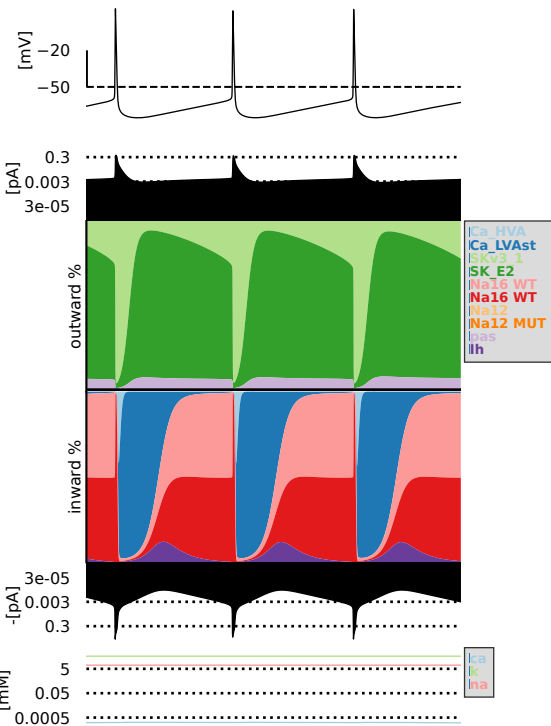 [mV]
−20
−50
[pA]
0.3
0.003
3e-05
outward %
Ca_HVA
Ca_LVAst
SKv3_1
SK_E2
Na16 WT
Na16 WT
Na12
Na12 MUT
pas
Ih
inward %
-[pA]
3e-05
0.003
0.3
[mM]
5
0.05
0.0005
ca
k
na